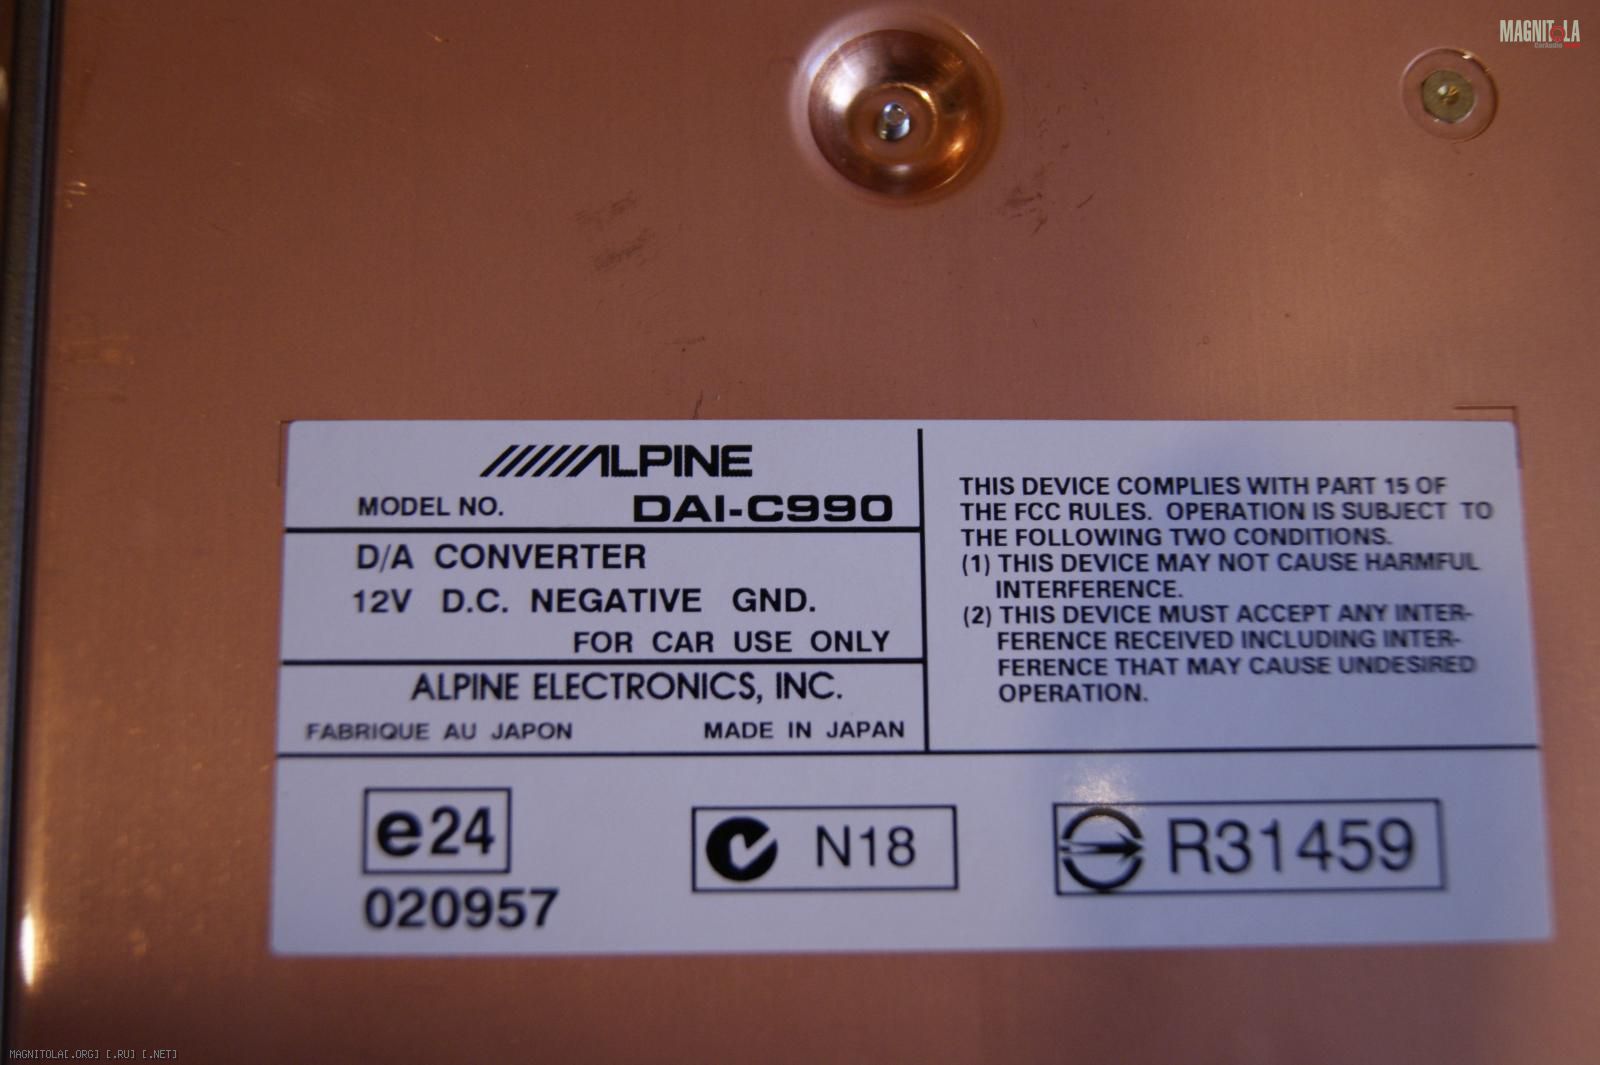 MAGNITOLA
ALPINE
MODEL NO. DAI-C990
D/A CONVERTER
12V D.C. NEGATIVE GND.
FOR CAR USE ONLY
ALPINE ELECTRONICS, INC.
FABRIQUE AU JAPON MADE IN JAPAN
THIS DEVICE COMPLIES WITH PART 15 OF
THE FCC RULES. OPERATION IS SUBJECT TO
THE FOLLOWING TWO CONDITIONS.
(1) THIS DEVICE MAY NOT CAUSE HARMFUL
INTERFERENCE.
(2) THIS DEVICE MUST ACCEPT ANY INTER-
FERENCE RECEIVED INCLUDING INTER-
FERENCE THAT MAY CAUSE UNDESIRED
OPERATION.
e24
020957
N18
R31459
MAGNITOLA[.ORG] [.RU] [.NET]